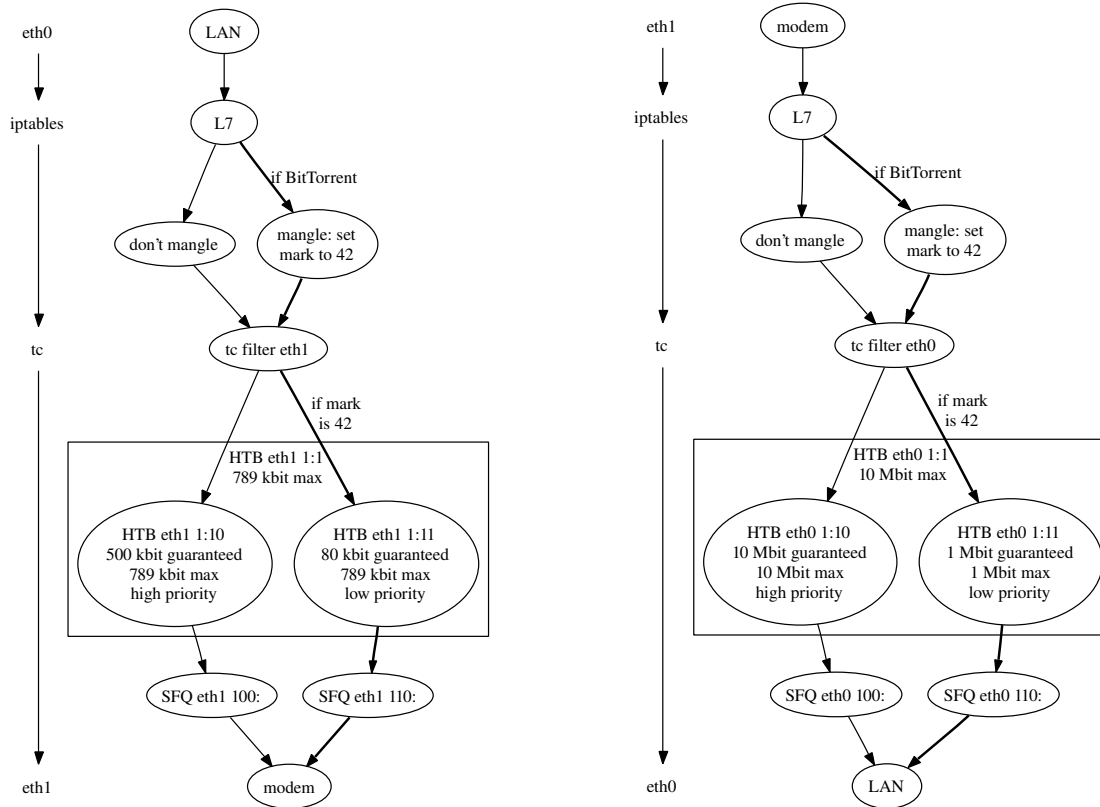 eth0
LAN
iptables
L7
if BitTorrent
don't mangle
mangle: set
mark to 42
tc
tc filter eth1
if mark
is 42
HTB eth1 1:1
789 kbit max
HTB eth1 1:10
500 kbit guaranteed
789 kbit max
high priority
HTB eth1 1:11
80 kbit guaranteed
789 kbit max
low priority
SFQ eth1 100:
SFQ eth1 110:
eth1
modem
eth1
modem
iptables
L7
if BitTorrent
don't mangle
mangle: set
mark to 42
tc
tc filter eth0
if mark
is 42
HTB eth0 1:1
10 Mbit max
HTB eth0 1:10
10 Mbit guaranteed
10 Mbit max
high priority
HTB eth0 1:11
1 Mbit guaranteed
1 Mbit max
low priority
SFQ eth0 100:
SFQ eth0 110:
eth0
LAN